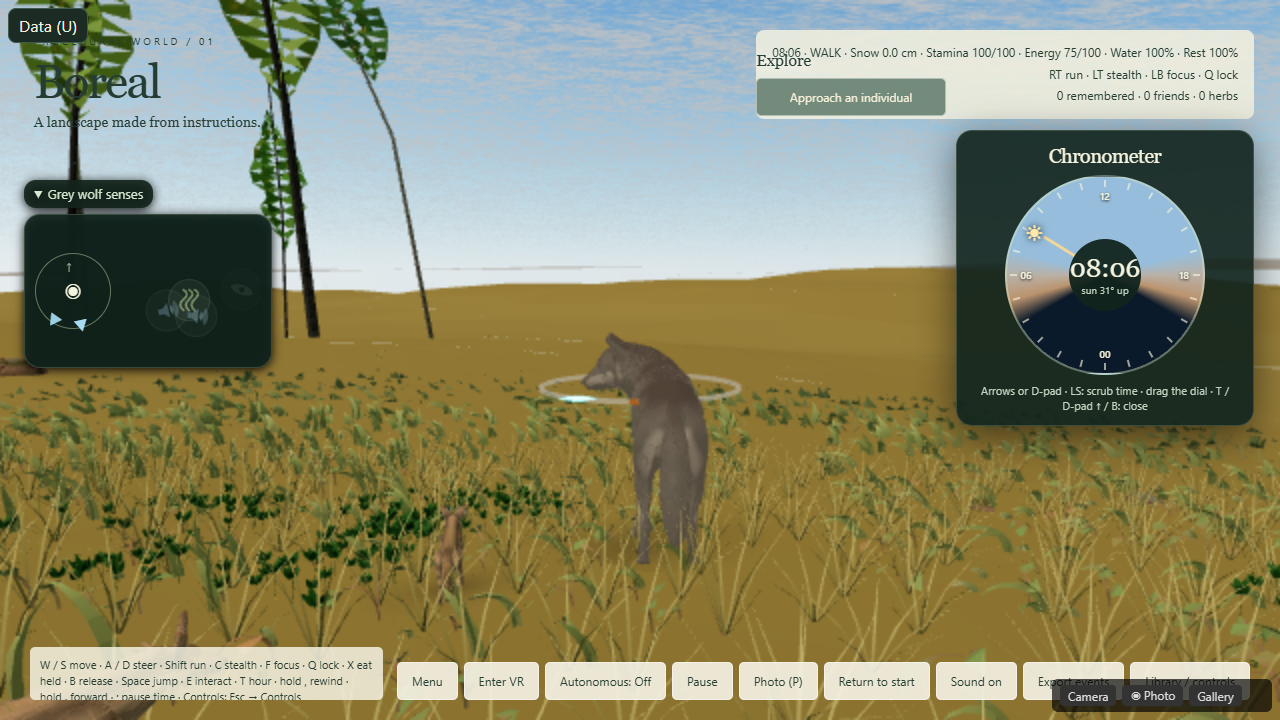 Data (U)
WORLD / 01
Boreal
A landscape made from instructions.
08:06 · WALK · Snow 0.0 cm · Stamina 100/100 · Energy 75/100 · Water 100% · Rest 100%
Explore
RT run · LT stealth · LB focus · Q lock
Approach an individual
0 remembered · 0 friends · 0 herbs
▼ Grey wolf senses
Chronometer
12
06
18
00
08:06
sun 31° up
Arrows or D-pad · LS: scrub time · drag the dial · T /
D-pad ↑ / B: close
W / S move · A / D steer · Shift run · C stealth · F focus · Q lock · X eat
held · B release · Space jump · E interact · T hour · hold , rewind ·
hold . forward · ; pause time · Controls: Esc → Controls
Menu
Enter VR
Autonomous: Off
Pause
Photo (P)
Return to start
Sound on
Export events
Library / controls
Camera
◉ Photo
Gallery